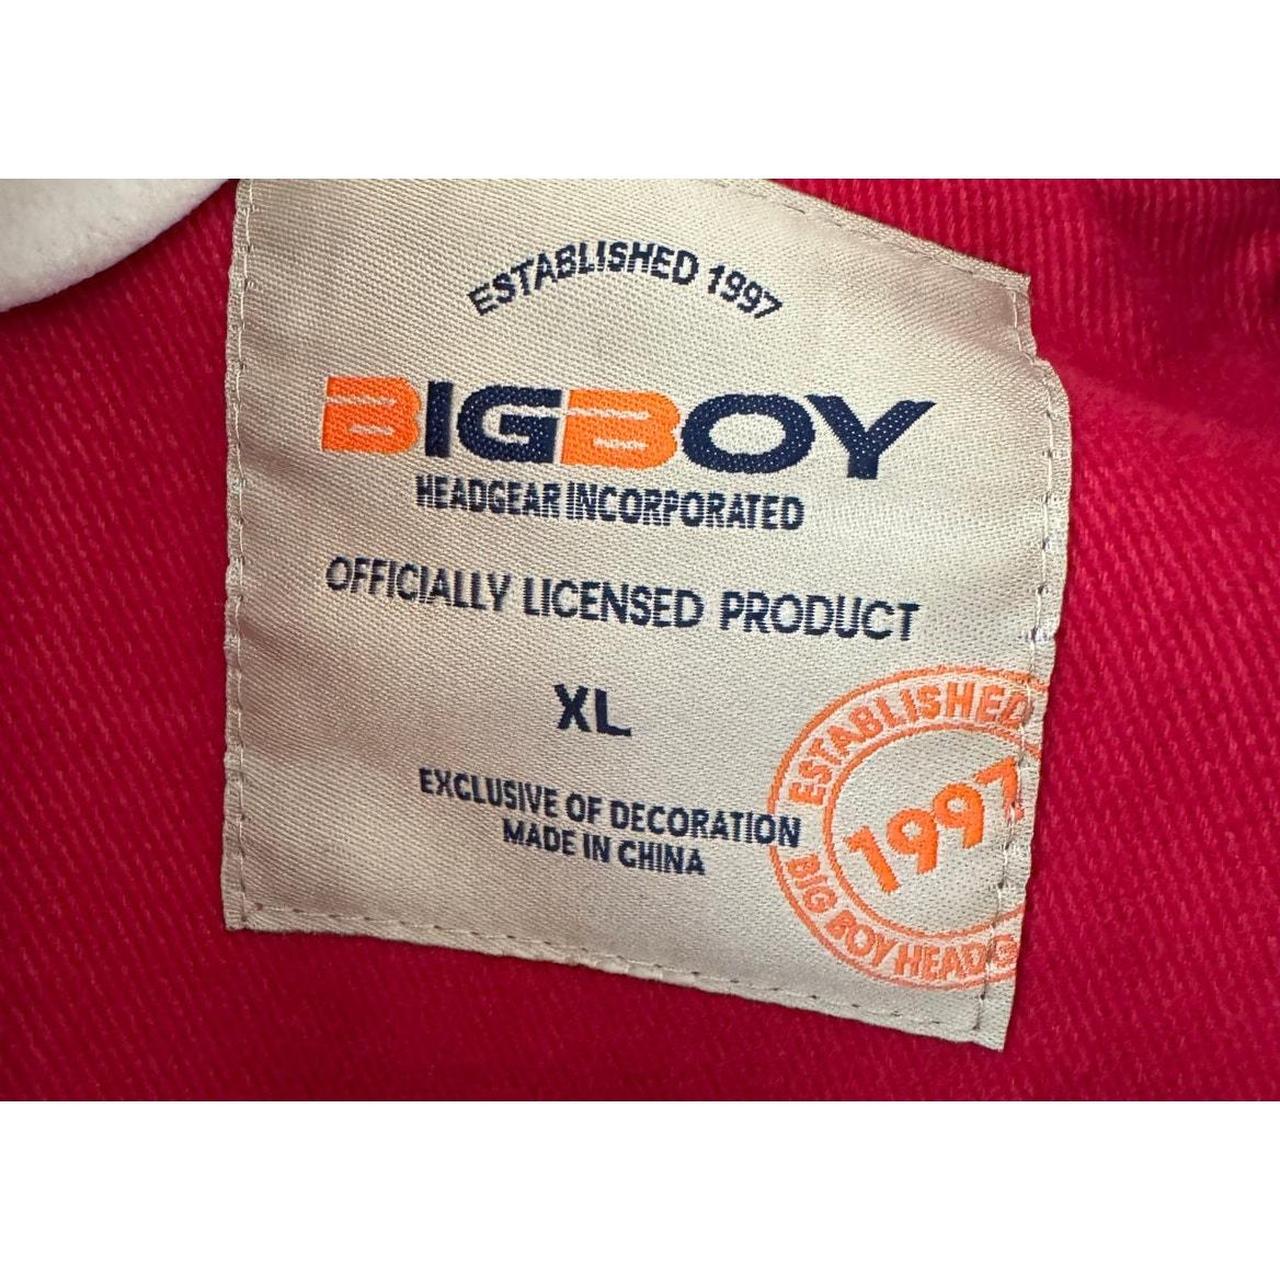 ESTABLISHED 1997
BIGBOY
HEADGEAR INCORPORATED
OFFICIALLY LICENSED PRODUCT
XL
EXCLUSIVE OF DECORATION
MADE IN CHINA
ESTABLISHED
1997
BIG BOY HEADG